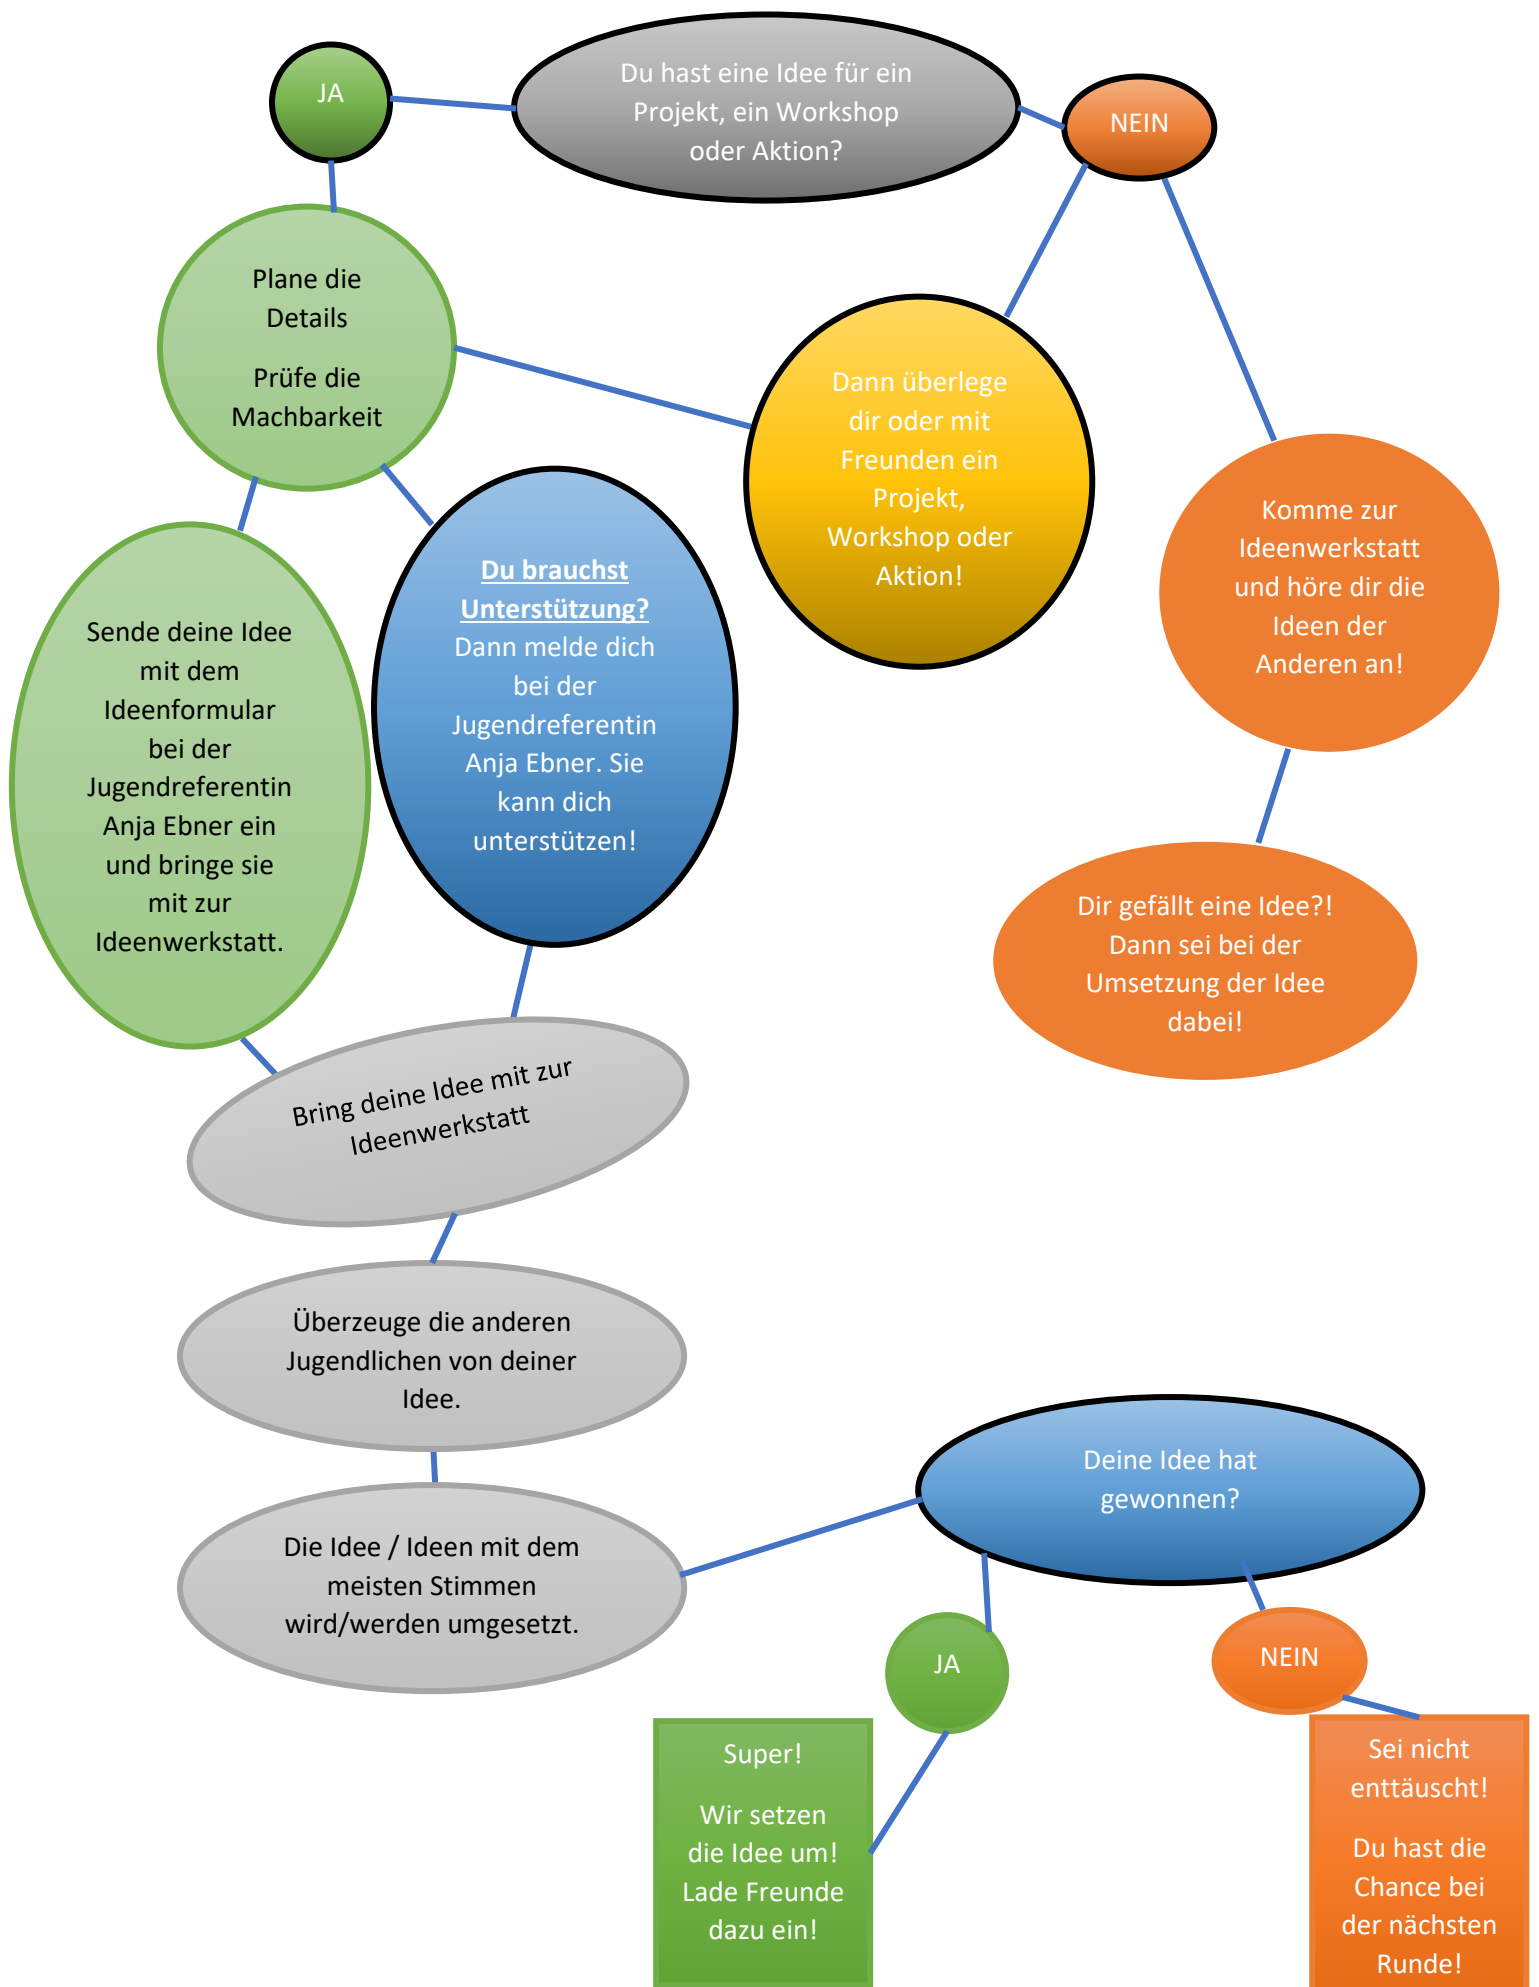 JA
Du hast eine Idee für ein
Projekt, ein Workshop
oder Aktion?
NEIN
Plane die
Details
Prüfe die
Machbarkeit
Dann überlege
dir oder mit
Freunden ein
Projekt,
Workshop oder
Aktion!
Komme zur
Ideenwerkstatt
und höre dir die
Ideen der
Anderen an!
Sende deine Idee
mit dem
Ideenformular
bei der
Jugendreferentin
Anja Ebner ein
und bringe sie
mit zur
Ideenwerkstatt.
Du brauchst
Unterstützung?
Dann melde dich
bei der
Jugendreferentin
Anja Ebner. Sie
kann dich
unterstützen!
Dir gefällt eine Idee?!
Dann sei bei der
Umsetzung der Idee
dabei!
Bring deine Idee mit zur
Ideenwerkstatt
Überzeuge die anderen
Jugendlichen von deiner
Idee.
Die Idee / Ideen mit dem
meisten Stimmen
wird/werden umgesetzt.
Deine Idee hat
gewonnen?
JA
NEIN
Super!
Wir setzen
die Idee um!
Lade Freunde
dazu ein!
Sei nicht
enttäuscht!
Du hast die
Chance bei
der nächsten
Runde!